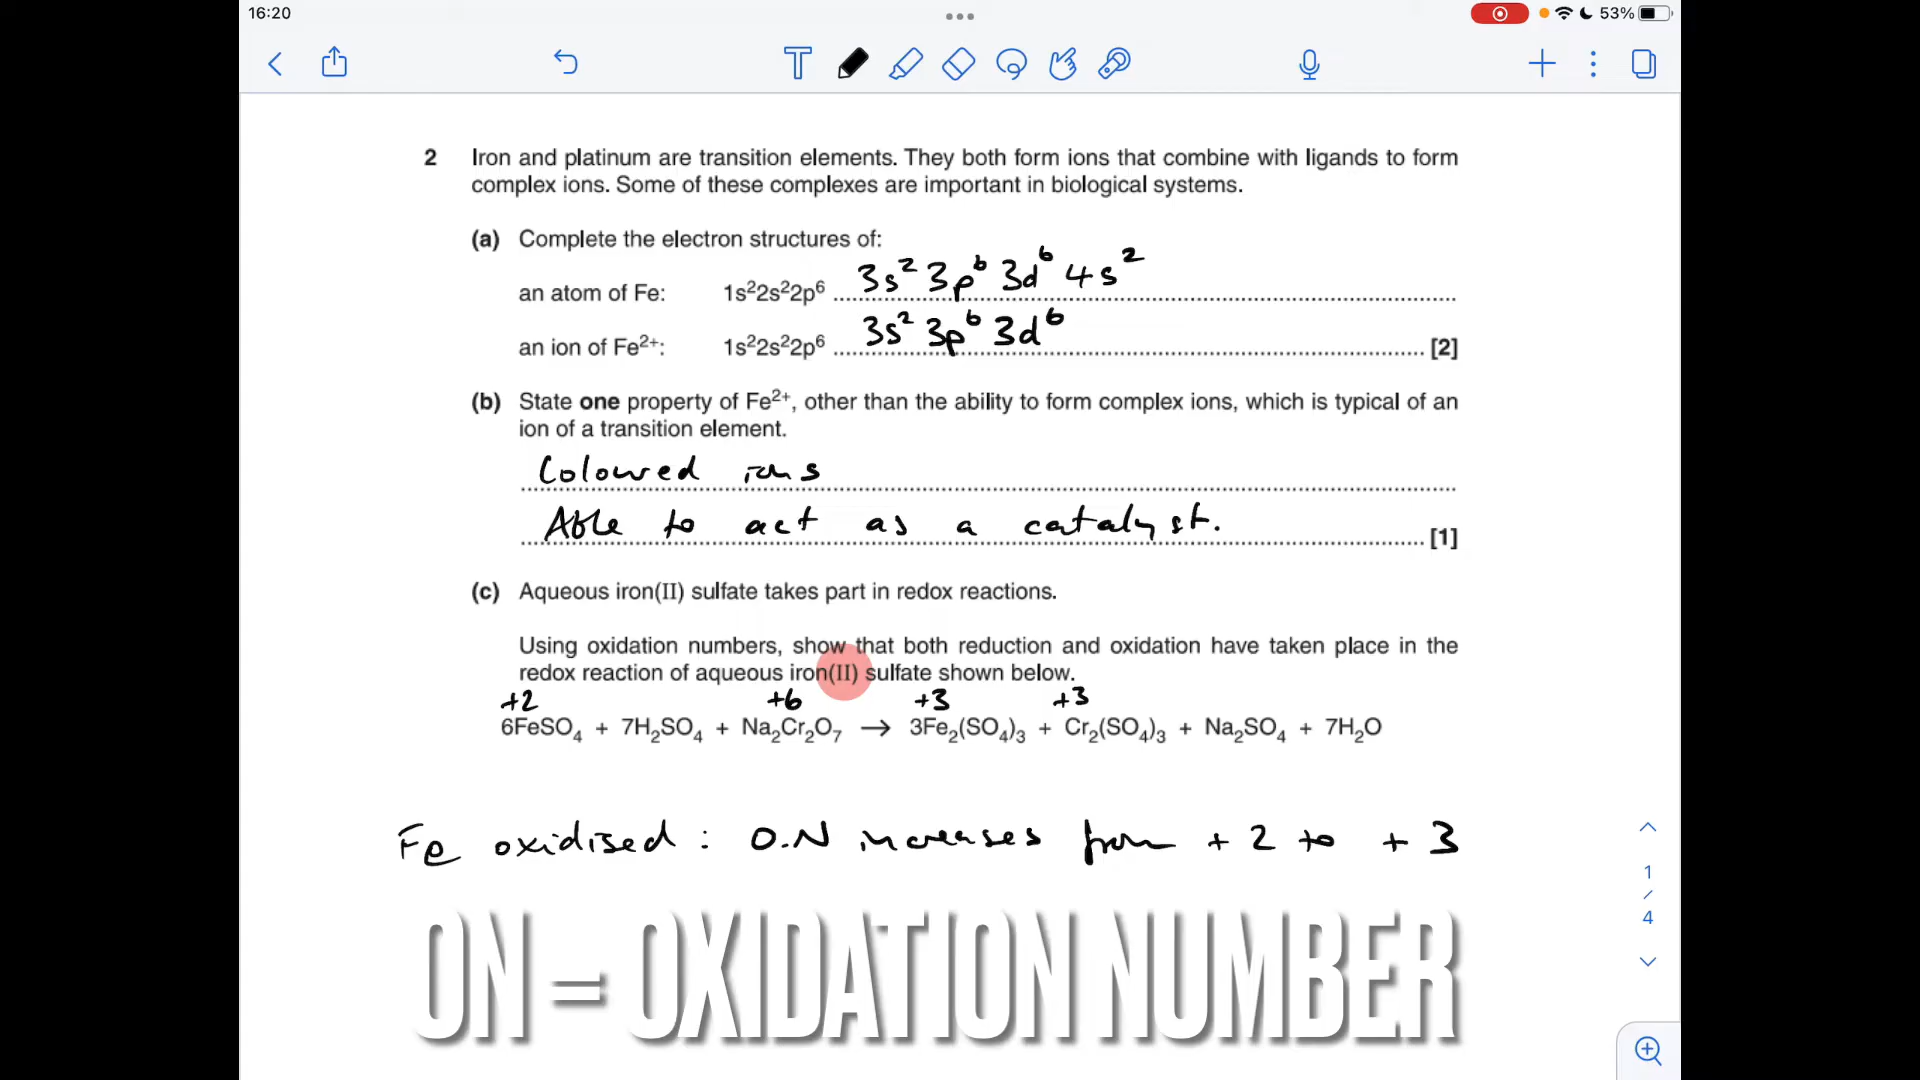 16:20
53%
2 Iron and platinum are transition elements. They both form ions that combine with ligands to form
complex ions. Some of these complexes are important in biological systems.
(a) Complete the electron structures of:
an atom of Fe: 1s²2s²2p⁶ 3s² 3p⁶ 3d⁶ 4s²
an ion of Fe²⁺: 1s²2s²2p⁶ 3s² 3p⁶ 3d⁶ [2]
(b) State one property of Fe²⁺, other than the ability to form complex ions, which is typical of an
ion of a transition element.
Coloured ions
Able to act as a catalyst. [1]
(c) Aqueous iron(II) sulfate takes part in redox reactions.
Using oxidation numbers, show that both reduction and oxidation have taken place in the
redox reaction of aqueous iron(II) sulfate shown below.
+2 +6 +3 +3
6FeSO₄ + 7H₂SO₄ + Na₂Cr₂O₇ → 3Fe₂(SO₄)₃ + Cr₂(SO₄)₃ + Na₂SO₄ + 7H₂O
Fe oxidised : O.N increases from +2 to +3
ON = OXIDATION NUMBER
1
/
4